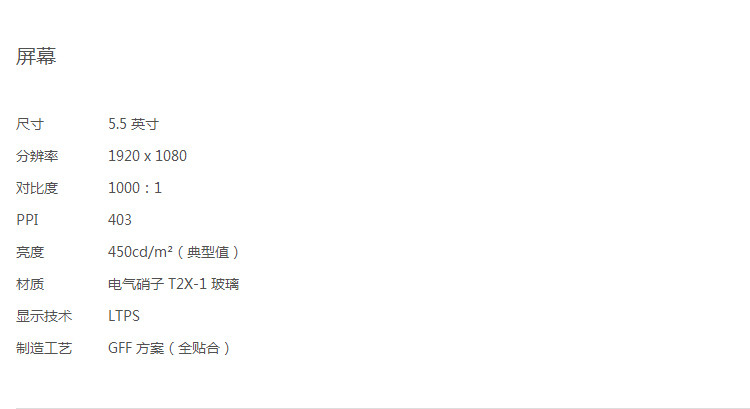 屏幕
尺寸 5.5 英寸
分辨率 1920 x 1080
对比度 1000：1
PPI 403
亮度 450cd/m²（典型值）
材质 电气硝子 T2X-1 玻璃
显示技术 LTPS
制造工艺 GFF 方案（全贴合）